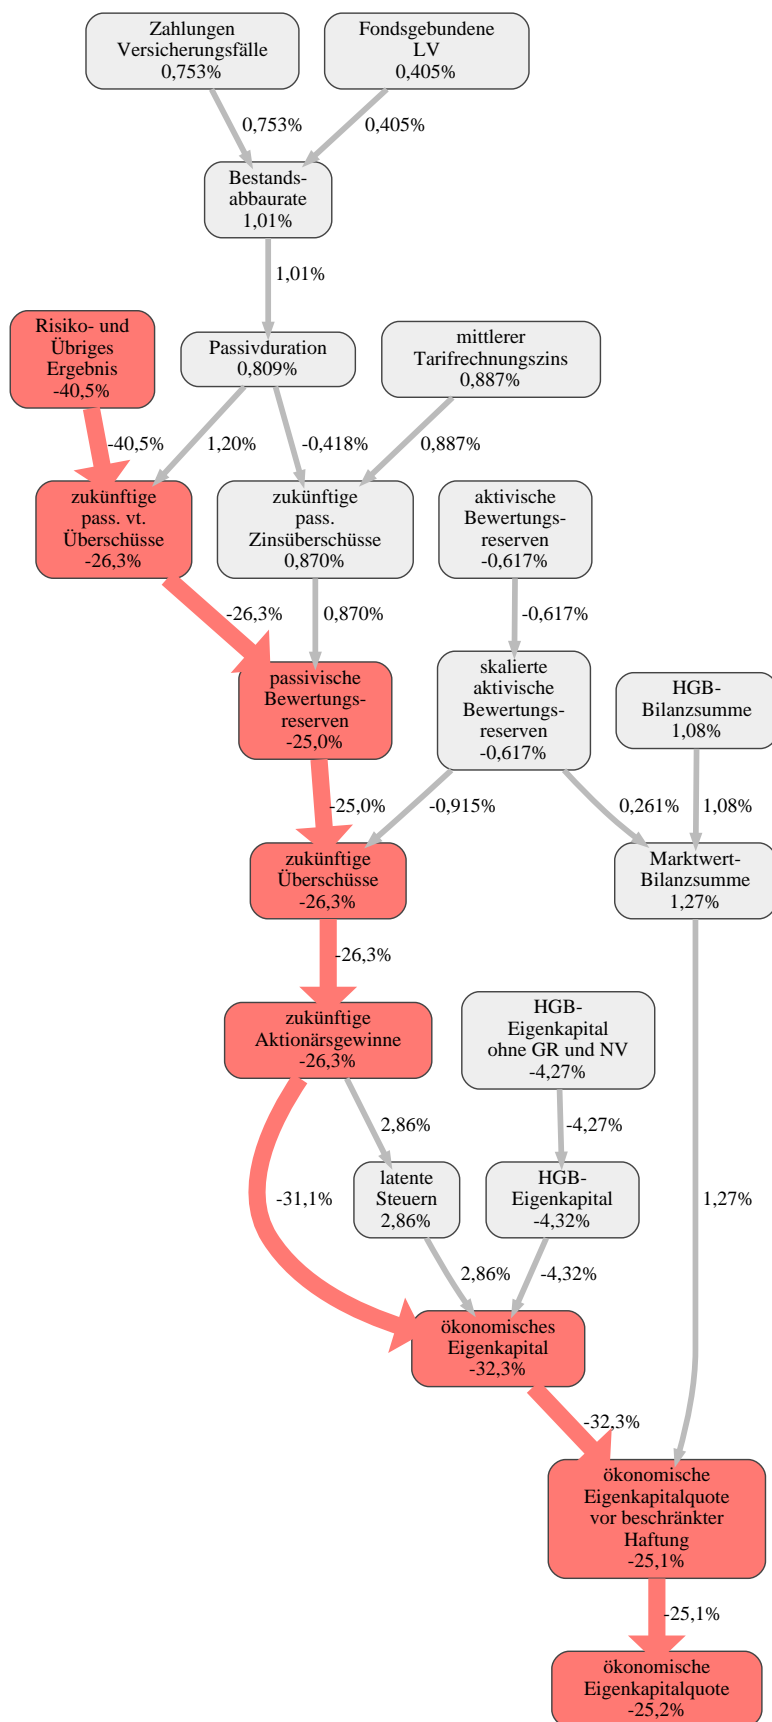 Zahlungen
Versicherungsfälle
0,753%
Fondsgebundene
LV
0,405%
0,753%
0,405%
Bestands-
abbaurate
1,01%
1,01%
Risiko- und
Übriges
Ergebnis
-40,5%
Passivduration
0,809%
mittlerer
Tarifrechnungszins
0,887%
-40,5%
1,20%
-0,418%
0,887%
zukünftige
pass. vt.
Überschüsse
-26,3%
zukünftige
pass.
Zinsüberschüsse
0,870%
aktivische
Bewertungs-
reserven
-0,617%
-26,3%
0,870%
-0,617%
passivische
Bewertungs-
reserven
-25,0%
skalierte
aktivische
Bewertungs-
reserven
-0,617%
HGB-
Bilanzsumme
1,08%
-25,0%
-0,915%
0,261%
1,08%
zukünftige
Überschüsse
-26,3%
Marktwert-
Bilanzsumme
1,27%
-26,3%
zukünftige
Aktionärsgewinne
-26,3%
HGB-
Eigenkapital
ohne GR und NV
-4,27%
2,86%
-4,27%
-31,1%
latente
Steuern
2,86%
HGB-
Eigenkapital
-4,32%
1,27%
2,86%
-4,32%
ökonomisches
Eigenkapital
-32,3%
-32,3%
ökonomische
Eigenkapitalquote
vor beschränkter
Haftung
-25,1%
-25,1%
ökonomische
Eigenkapitalquote
-25,2%